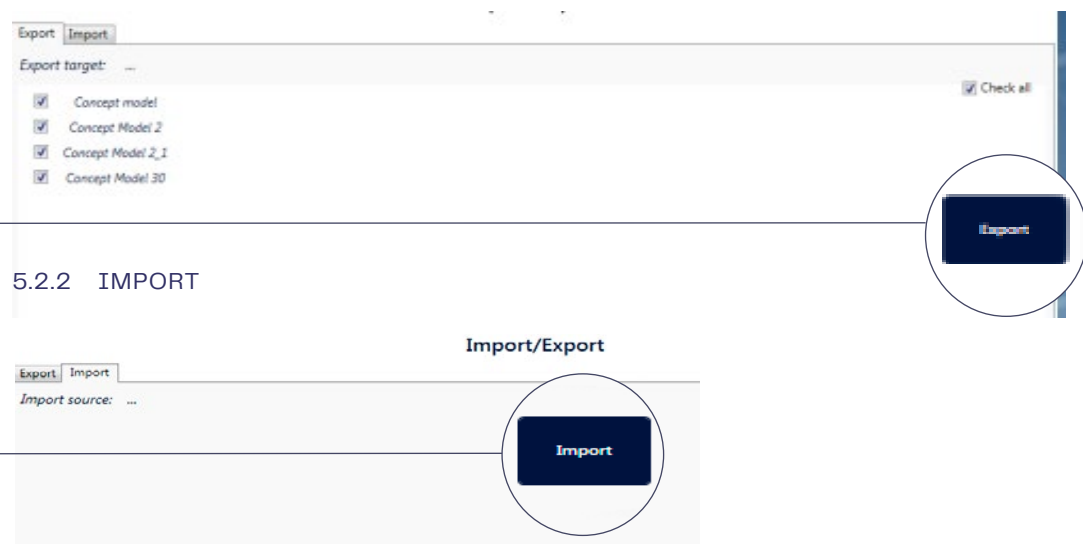 Export Import
Export target: ...
Check all
Concept model
Concept Model 2
Concept Model 2_1
Concept Model 30
Export
5.2.2 IMPORT
Import/Export
Export Import
Import source: ...
Import